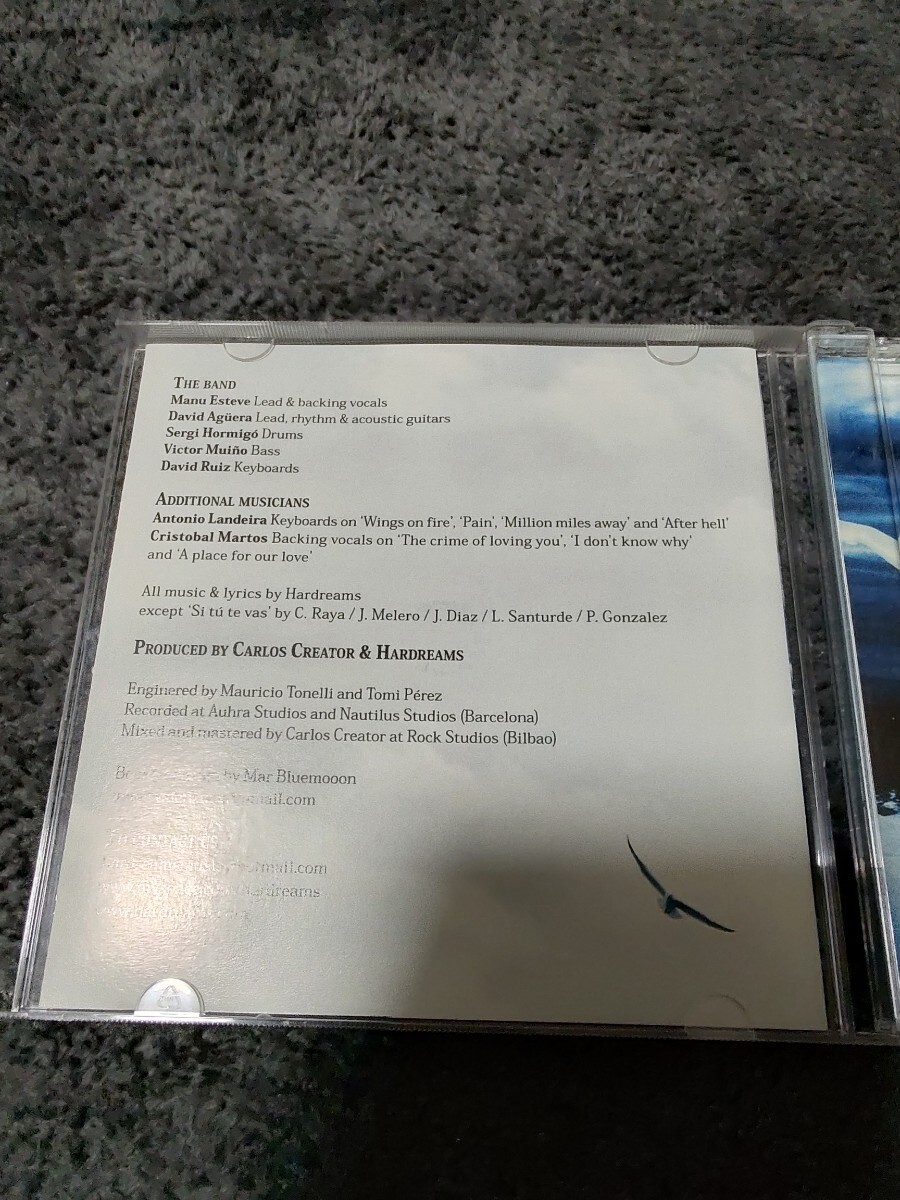 THE BAND
Manu Esteve Lead & backing vocals
David Agüera Lead, rhythm & acoustic guitars
Sergi Hormigó Drums
Victor Muiño Bass
David Ruiz Keyboards
ADDITIONAL MUSICIANS
Antonio Landeira Keyboards on 'Wings on fire', 'Pain', 'Million miles away' and 'After hell'
Cristobal Martos Backing vocals on 'The crime of loving you', 'I don't know why'
and 'A place for our love'
All music & lyrics by Hardreams
except 'Si tú te vas' by C. Raya / J. Melero / J. Diaz / L. Santurde / P. Gonzalez
PRODUCED BY CARLOS CREATOR & HARDREAMS
Enginered by Mauricio Tonelli and Tomi Pérez
Recorded at Auhra Studios and Nautilus Studios (Barcelona)
Mixed and mastered by Carlos Creator at Rock Studios (Bilbao)
by Mar Bluemooon